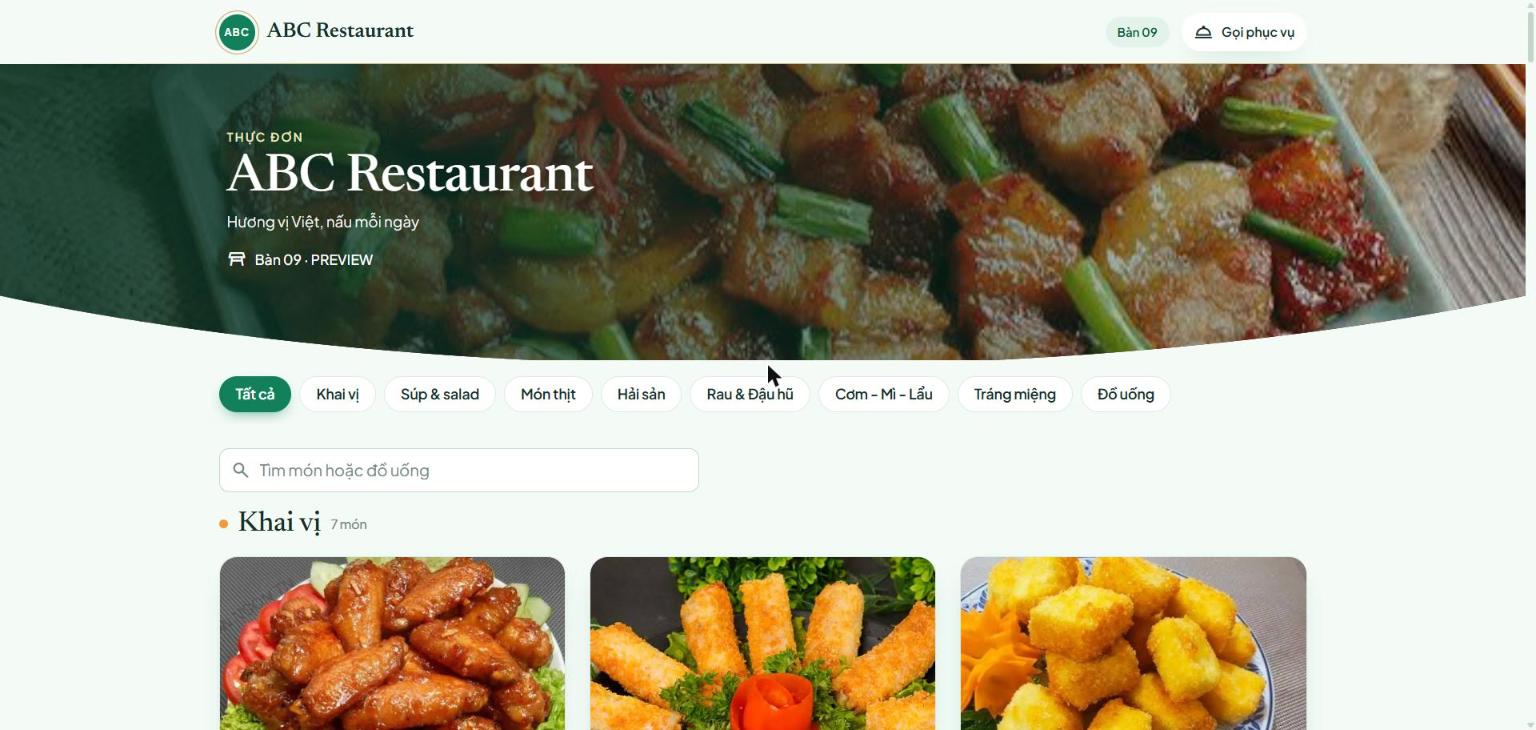 ABC
ABC Restaurant
Bàn 09
Gọi phục vụ
THỰC ĐƠN
ABC Restaurant
Hương vị Việt, nấu mỗi ngày
Bàn 09 · PREVIEW
Tất cả
Khai vị
Súp & salad
Món thịt
Hải sản
Rau & Đậu hũ
Cơm – Mì – Lẩu
Tráng miệng
Đồ uống
Tìm món hoặc đồ uống
Khai vị 7 món